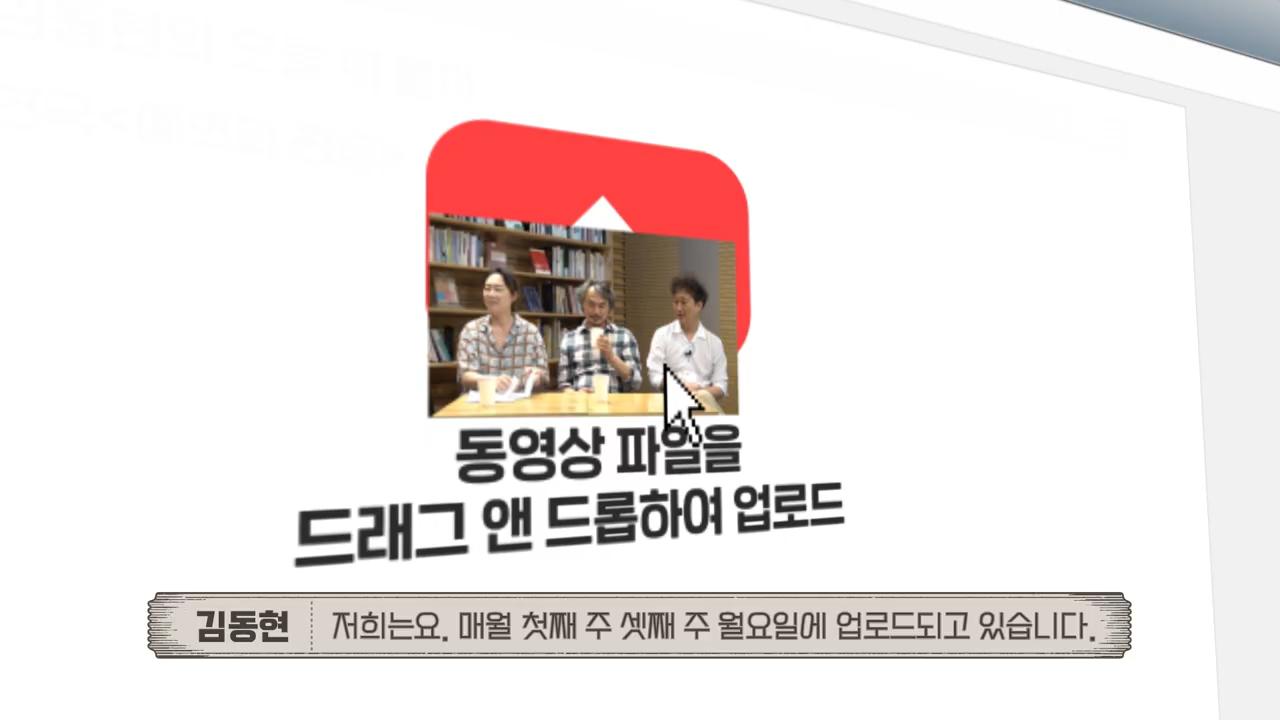 동영상 파일을
드래그 앤 드롭하여 업로드
김동현 저희는요. 매월 첫째 주 셋째 주 월요일에 업로드되고 있습니다.